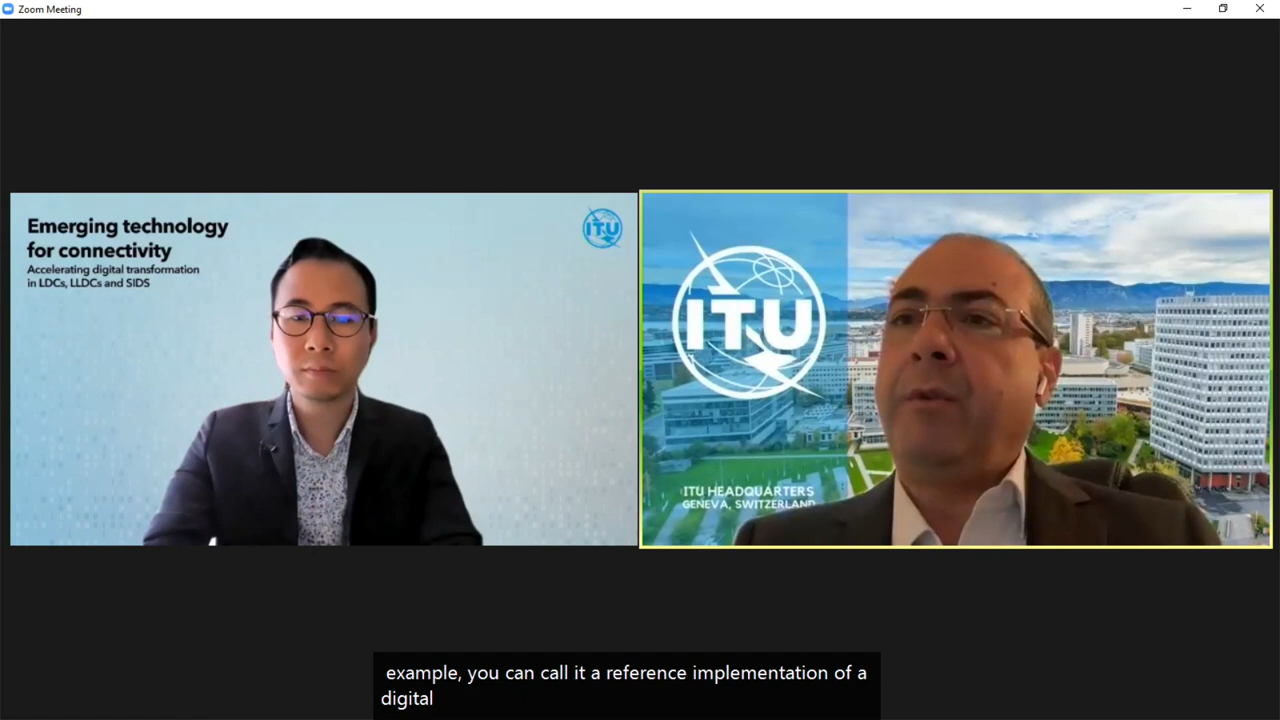 Zoom Meeting
Emerging technology
for connectivity
Accelerating digital transformation
in LDCs, LLDCs and SIDS
ITU
ITU
ITU HEADQUARTERS
GENEVA, SWITZERLAND
example, you can call it a reference implementation of a
digital